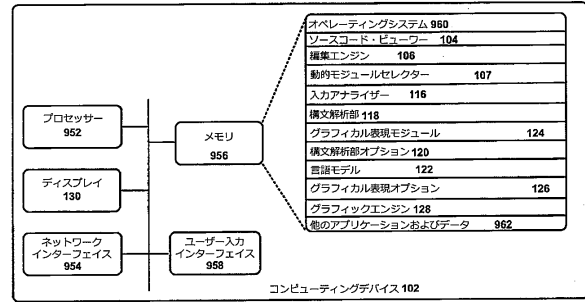 オペレーティングシステム 960
ソースコード・ビューワー 104
編集エンジン 106
動的モジュールセレクター 107
入力アナライザー 116
構文解析部 118
グラフィカル表現モジュール 124
構文解析部オプション 120
言語モデル 122
グラフィカル表現オプション 126
グラフィックエンジン 128
他のアプリケーションおよびデータ 962
プロセッサー
952
メモリ
956
ディスプレイ
130
ネットワーク
インターフェイス
954
ユーザー入力
インターフェイス
958
コンピューティングデバイス 102